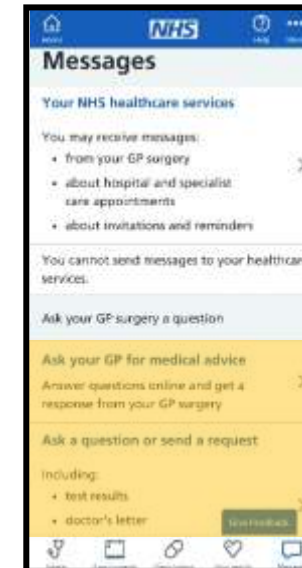 NHS
Help
Messages
Your NHS healthcare services
You may receive messages:
• from your GP surgery
• about hospital and specialist
care appointments
• about invitations and reminders
You cannot send messages to your healthcare
services.
Ask your GP surgery a question
Ask your GP for medical advice
Answer questions online and get a
response from your GP surgery
Ask a question or send a request
Including:
• test results
• doctor's letter
Give Feedback